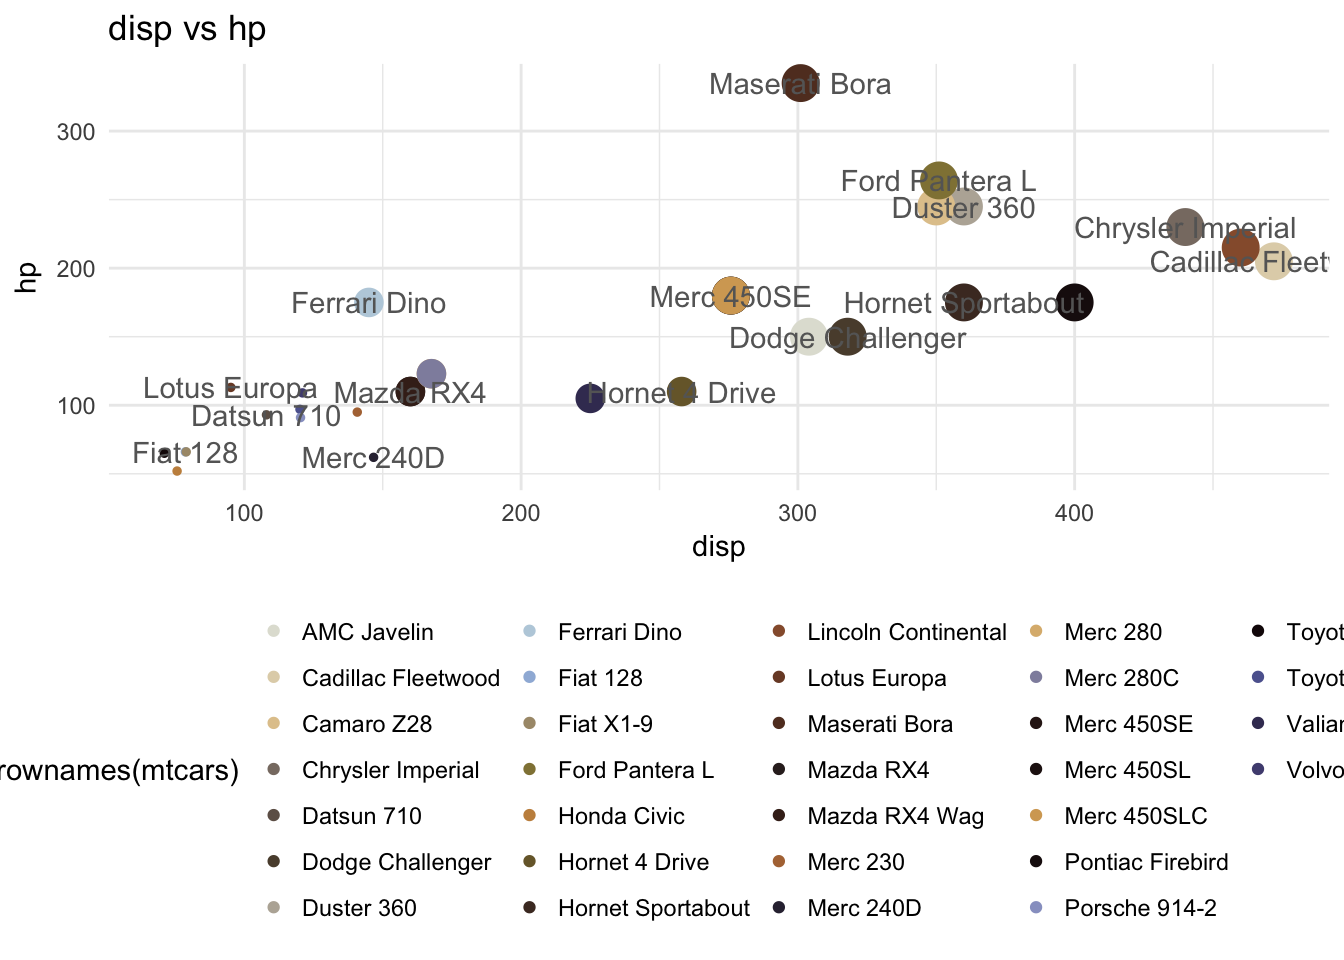 disp vs hp
Maserati Bora
300
Ford Pantera L
Duster 360
Chrysler Imperial
200
Cadillac Fleetw
hp
Merc 450SE
Ferrari Dino
Hornet Sportabout
Dodge Challenger
Lotus Europa
Mazda RX4
Hornet 4 Drive
100
Datsun 710
Fiat 128
Merc 240D
100 200 300 400
disp
AMC Javelin Ferrari Dino Lincoln Continental Merc 280 Toyot
Cadillac Fleetwood Fiat 128 Lotus Europa Merc 280C Toyot
Camaro Z28 Fiat X1-9 Maserati Bora Merc 450SE Valian
rownames(mtcars) Chrysler Imperial Ford Pantera L Mazda RX4 Merc 450SL Volvo
Datsun 710 Honda Civic Mazda RX4 Wag Merc 450SLC
Dodge Challenger Hornet 4 Drive Merc 230 Pontiac Firebird
Duster 360 Hornet Sportabout Merc 240D Porsche 914-2